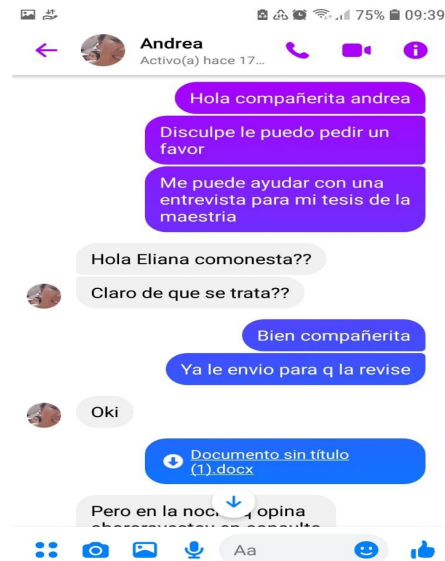 75% 09:39
Andrea
Activo(a) hace 17...
Hola compañerita andrea
Disculpe le puedo pedir un
favor
Me puede ayudar con una
entrevista para mi tesis de la
maestria
Hola Eliana comonesta??
Claro de que se trata??
Bien compañerita
Ya le envio para q la revise
Oki
Documento sin título
(1).docx
Pero en la noch q opina
Aa